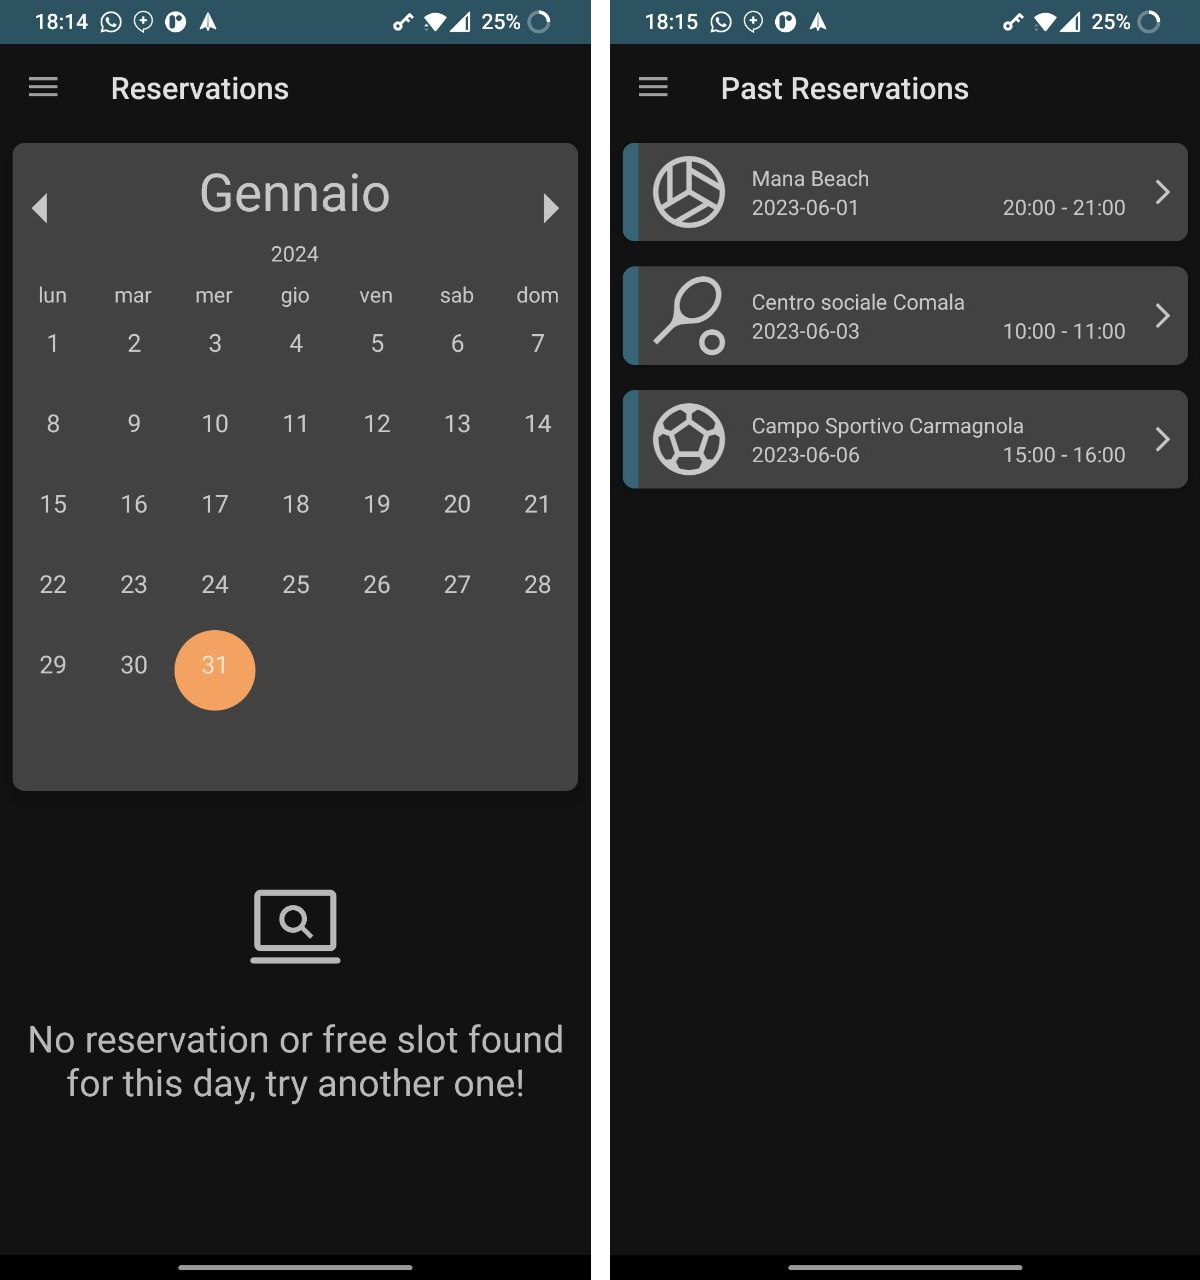 18:14
25%
Reservations
Gennaio
2024
lun mar mer gio ven sab dom
1 2 3 4 5 6 7
8 9 10 11 12 13 14
15 16 17 18 19 20 21
22 23 24 25 26 27 28
29 30 31
No reservation or free slot found
for this day, try another one!
18:15
25%
Past Reservations
Mana Beach
2023-06-01 20:00 - 21:00
Centro sociale Comala
2023-06-03 10:00 - 11:00
Campo Sportivo Carmagnola
2023-06-06 15:00 - 16:00